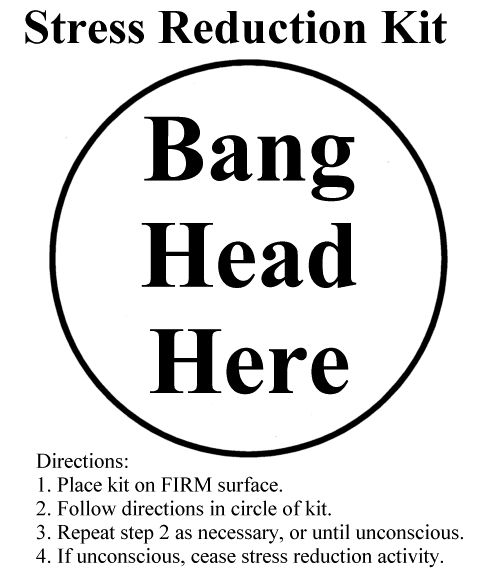 Stress Reduction Kit
Bang
Head
Here
Directions:
1. Place kit on FIRM surface.
2. Follow directions in circle of kit.
3. Repeat step 2 as necessary, or until unconscious.
4. If unconscious, cease stress reduction activity.